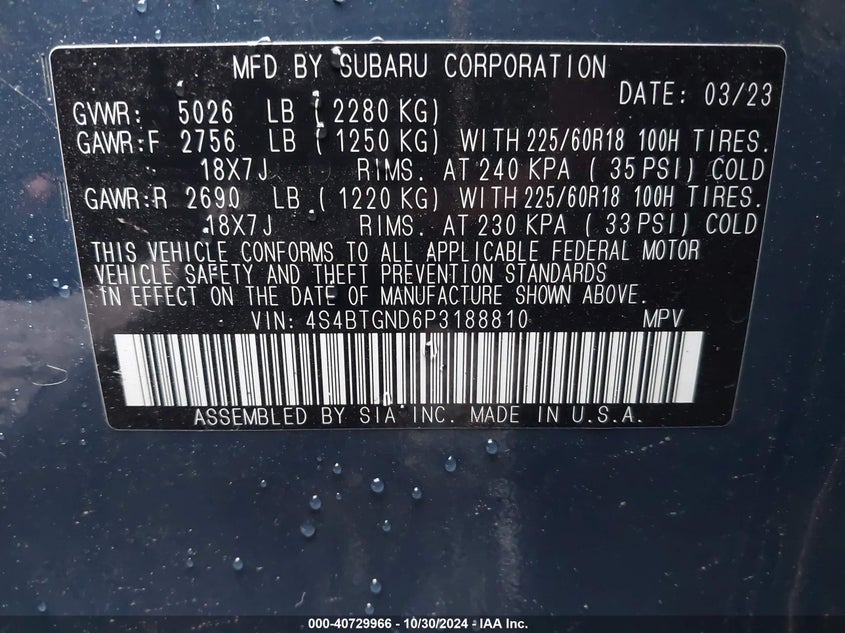 MFD BY SUBARU CORPORATION
DATE: 03/23
GVWR: 5026 LB ( 2280 KG)
GAWR:F 2756 LB ( 1250 KG) WITH 225/60R18 100H TIRES.
18X7J RIMS. AT 240 KPA ( 35 PSI) COLD
GAWR:R 2690 LB ( 1220 KG) WITH 225/60R18 100H TIRES.
18X7J RIMS. AT 230 KPA ( 33 PSI) COLD
THIS VEHICLE CONFORMS TO ALL APPLICABLE FEDERAL MOTOR
VEHICLE SAFETY AND THEFT PREVENTION STANDARDS
IN EFFECT ON THE DATE OF MANUFACTURE SHOWN ABOVE.
VIN: 4S4BTGND6P3188810 MPV
ASSEMBLED BY SIA, INC. MADE IN U.S.A.
000-40729966 - 10/30/2024 - IAA Inc.